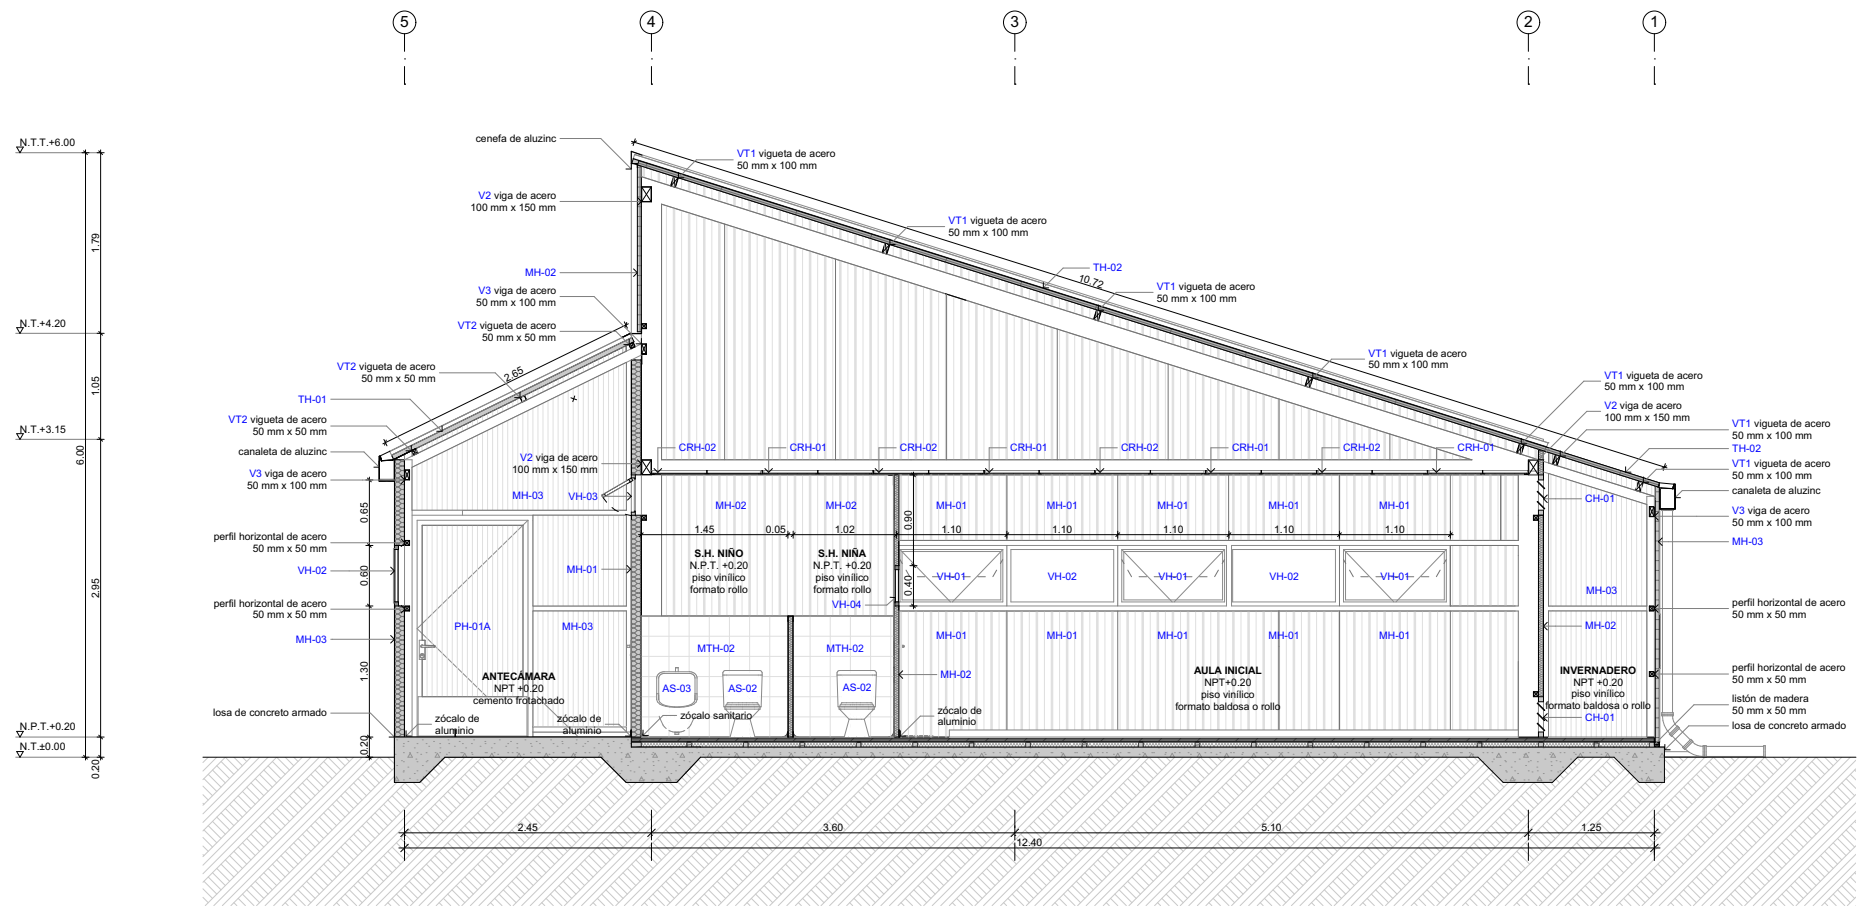 5
4
3
2
1
N.T.T.+6.00
N.T.+4.20
N.T.+3.15
N.P.T.+0.20
N.T.±0.00
1.79
1.05
6.00
2.95
0.20
cenefa de aluzinc
V2 viga de acero
100 mm x 150 mm
MH-02
V3 viga de acero
50 mm x 100 mm
VT2 vigueta de acero
50 mm x 50 mm
VT2 vigueta de acero
50 mm x 50 mm
2.65
TH-01
VT2 vigueta de acero
50 mm x 50 mm
canaleta de aluzinc
V3 viga de acero
50 mm x 100 mm
perfil horizontal de acero
50 mm x 50 mm
VH-02
perfil horizontal de acero
50 mm x 50 mm
MH-03
losa de concreto armado
0.65
0.60
1.30
0.20
VT1 vigueta de acero
50 mm x 100 mm
VT1 vigueta de acero
50 mm x 100 mm
TH-02
10.72
VT1 vigueta de acero
50 mm x 100 mm
VT1 vigueta de acero
50 mm x 100 mm
VT1 vigueta de acero
50 mm x 100 mm
V2 viga de acero
100 mm x 150 mm
VT1 vigueta de acero
50 mm x 100 mm
TH-02
VT1 vigueta de acero
50 mm x 100 mm
canaleta de aluzinc
V3 viga de acero
50 mm x 100 mm
MH-03
perfil horizontal de acero
50 mm x 50 mm
perfil horizontal de acero
50 mm x 50 mm
listón de madera
50 mm x 50 mm
losa de concreto armado
V2 viga de acero
100 mm x 150 mm
CRH-02
CRH-01
CRH-02
CRH-01
CRH-02
CRH-01
CRH-02
CRH-01
MH-03
VH-03
MH-02
MH-02
MH-01
MH-01
MH-01
MH-01
MH-01
CH-01
1.45
0.05
1.02
0.90
1.10
1.10
1.10
1.10
1.10
S.H. NIÑO
N.P.T. +0.20
piso vinílico
formato rollo
S.H. NIÑA
N.P.T. +0.20
piso vinílico
formato rollo
MH-01
VH-04
0.40
VH-01
VH-02
VH-01
VH-02
VH-01
MH-03
PH-01A
MH-03
MTH-02
MTH-02
MH-01
MH-01
MH-01
MH-01
MH-01
MH-02
ANTECÁMARA
NPT +0.20
cemento frotachado
AS-03
AS-02
AS-02
MH-02
AULA INICIAL
NPT+0.20
piso vinílico
formato baldosa o rollo
INVERNADERO
NPT +0.20
piso vinílico
formato baldosa o rollo
CH-01
zócalo de
aluminio
zócalo de
aluminio
zócalo sanitario
zócalo de
aluminio
2.45
3.60
5.10
1.25
12.40